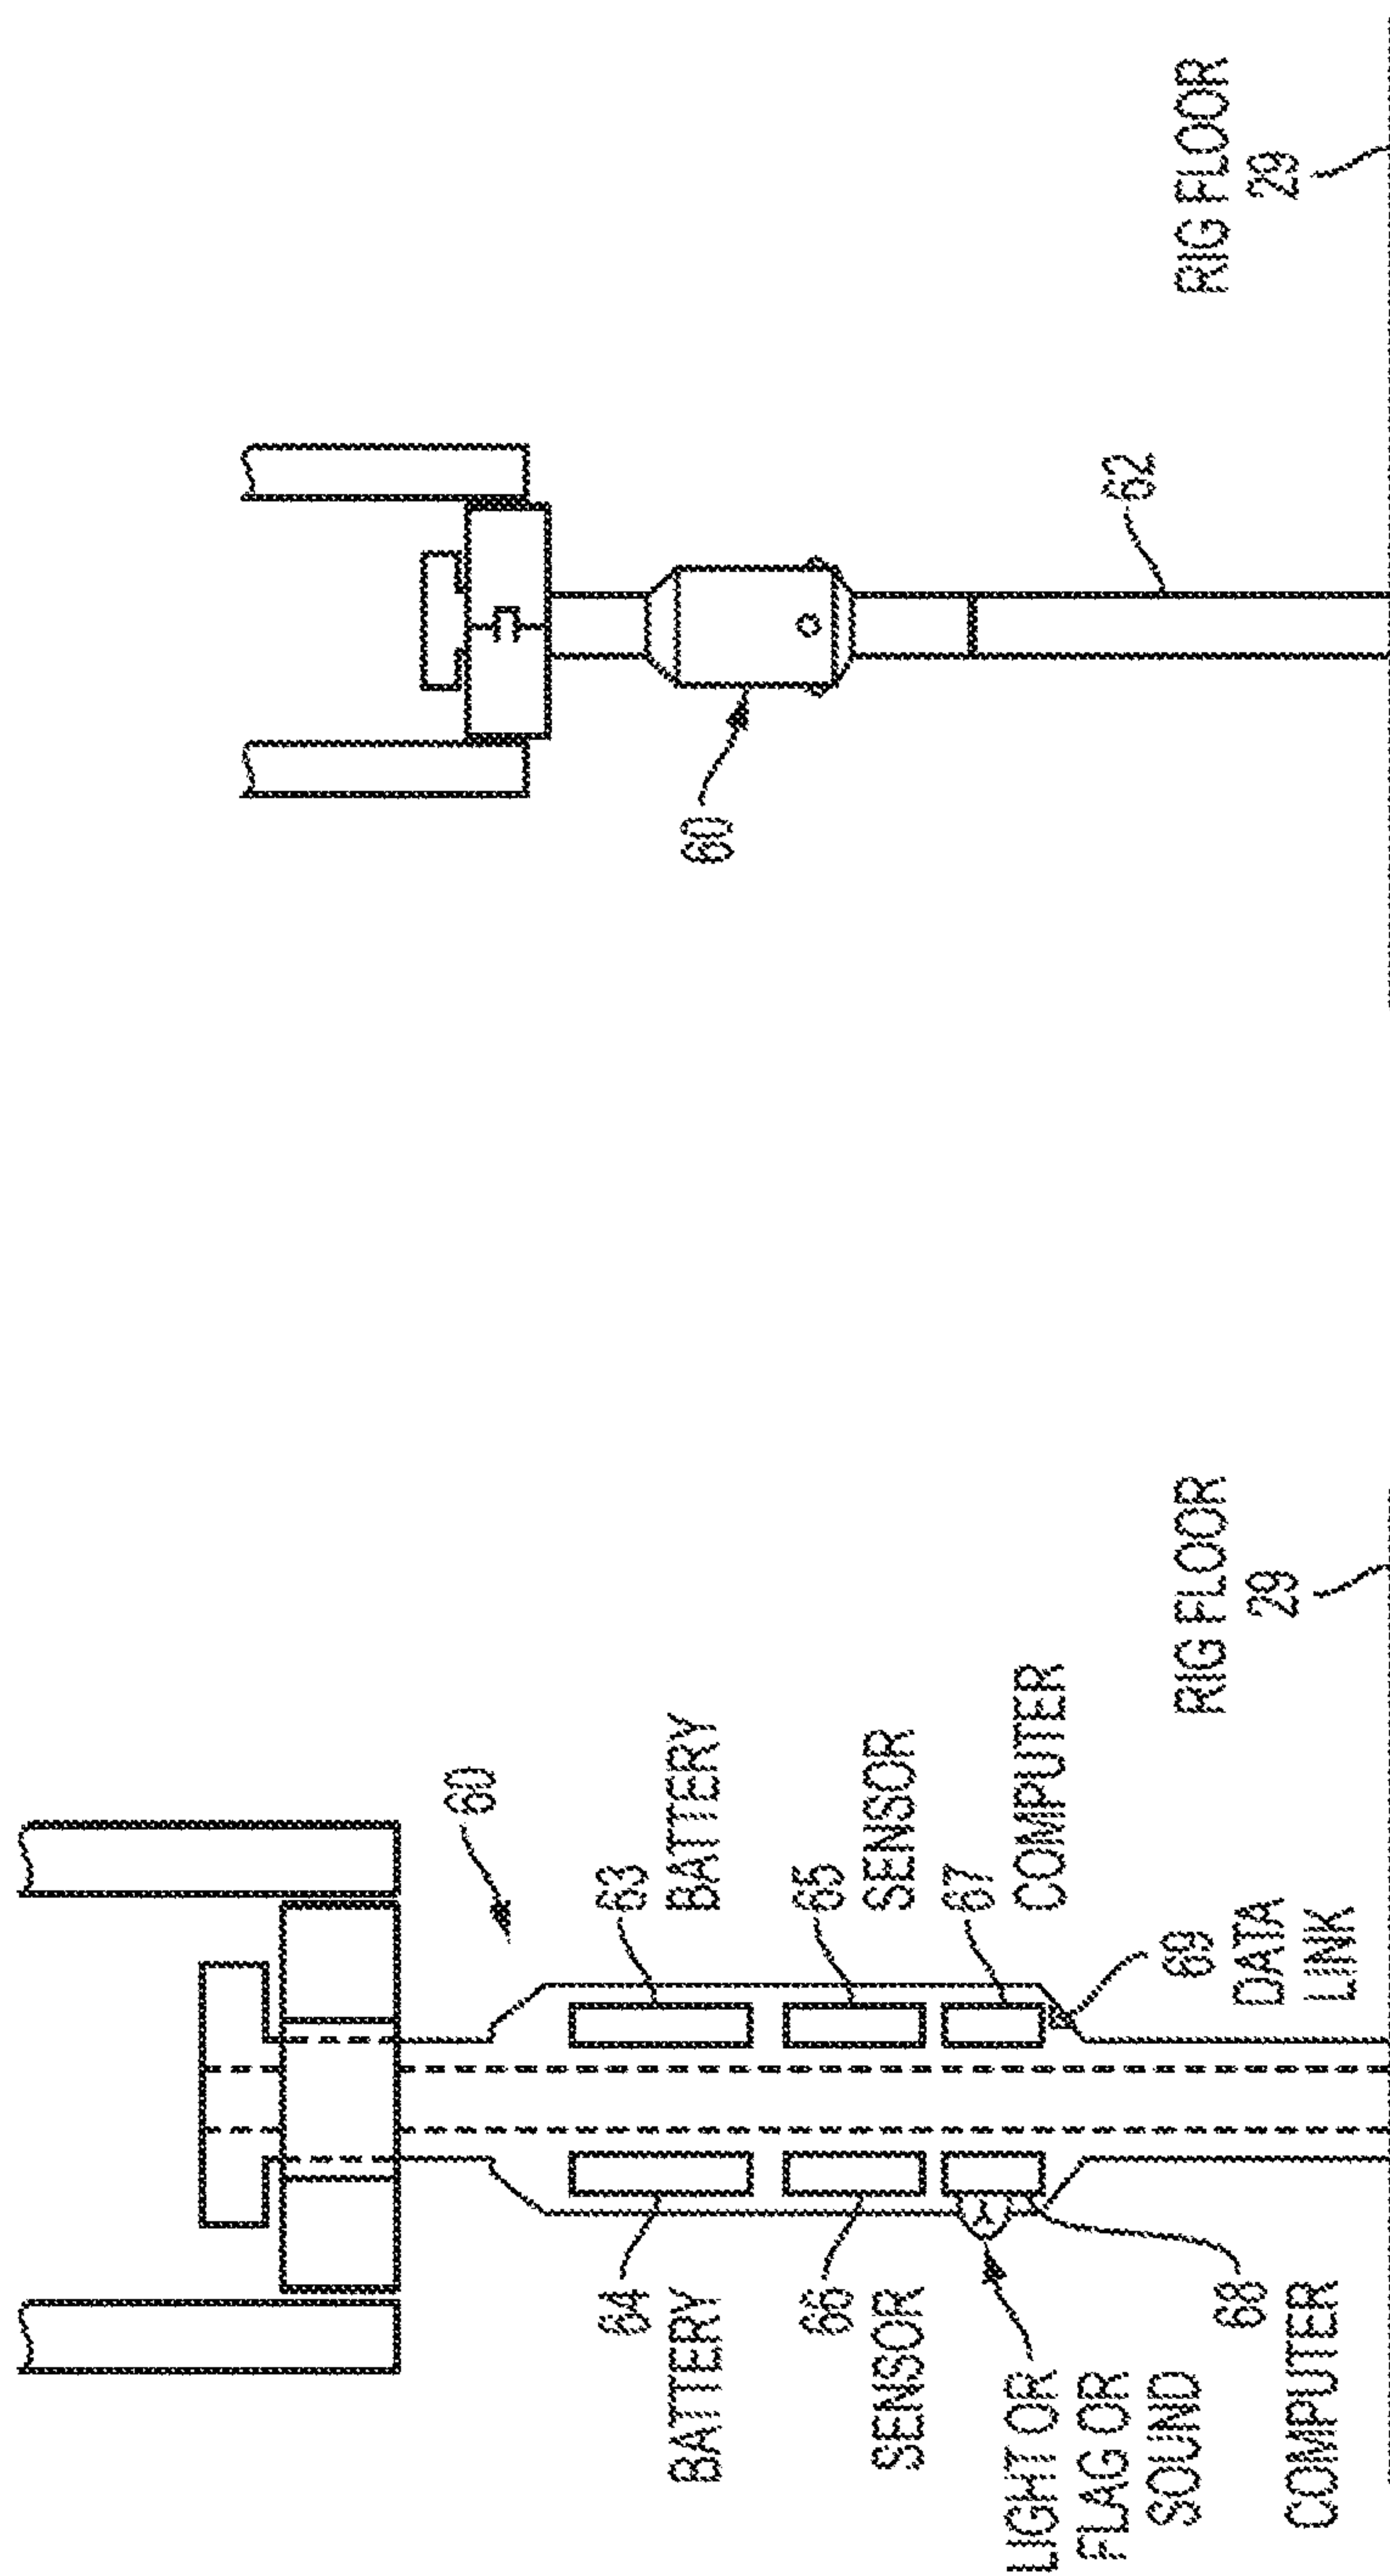 60
64
BATTERY
63
BATTERY
66
SENSOR
65
SENSOR
67
COMPUTER
LIGHT OR
FLAG OR
SOUND
68
COMPUTER
69
DATA
LINK
RIG FLOOR
29
60
62
RIG FLOOR
29